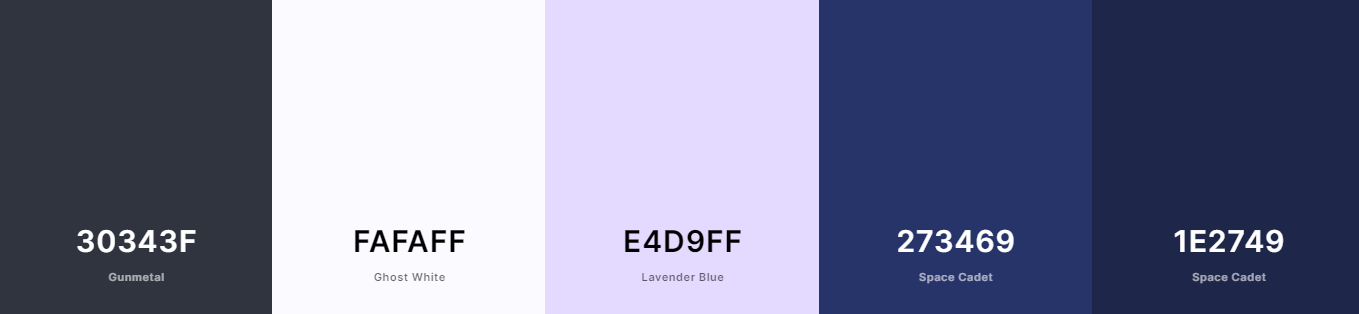 30343F
Gunmetal
FAFAFF
Ghost White
E4D9FF
Lavender Blue
273469
Space Cadet
1E2749
Space Cadet